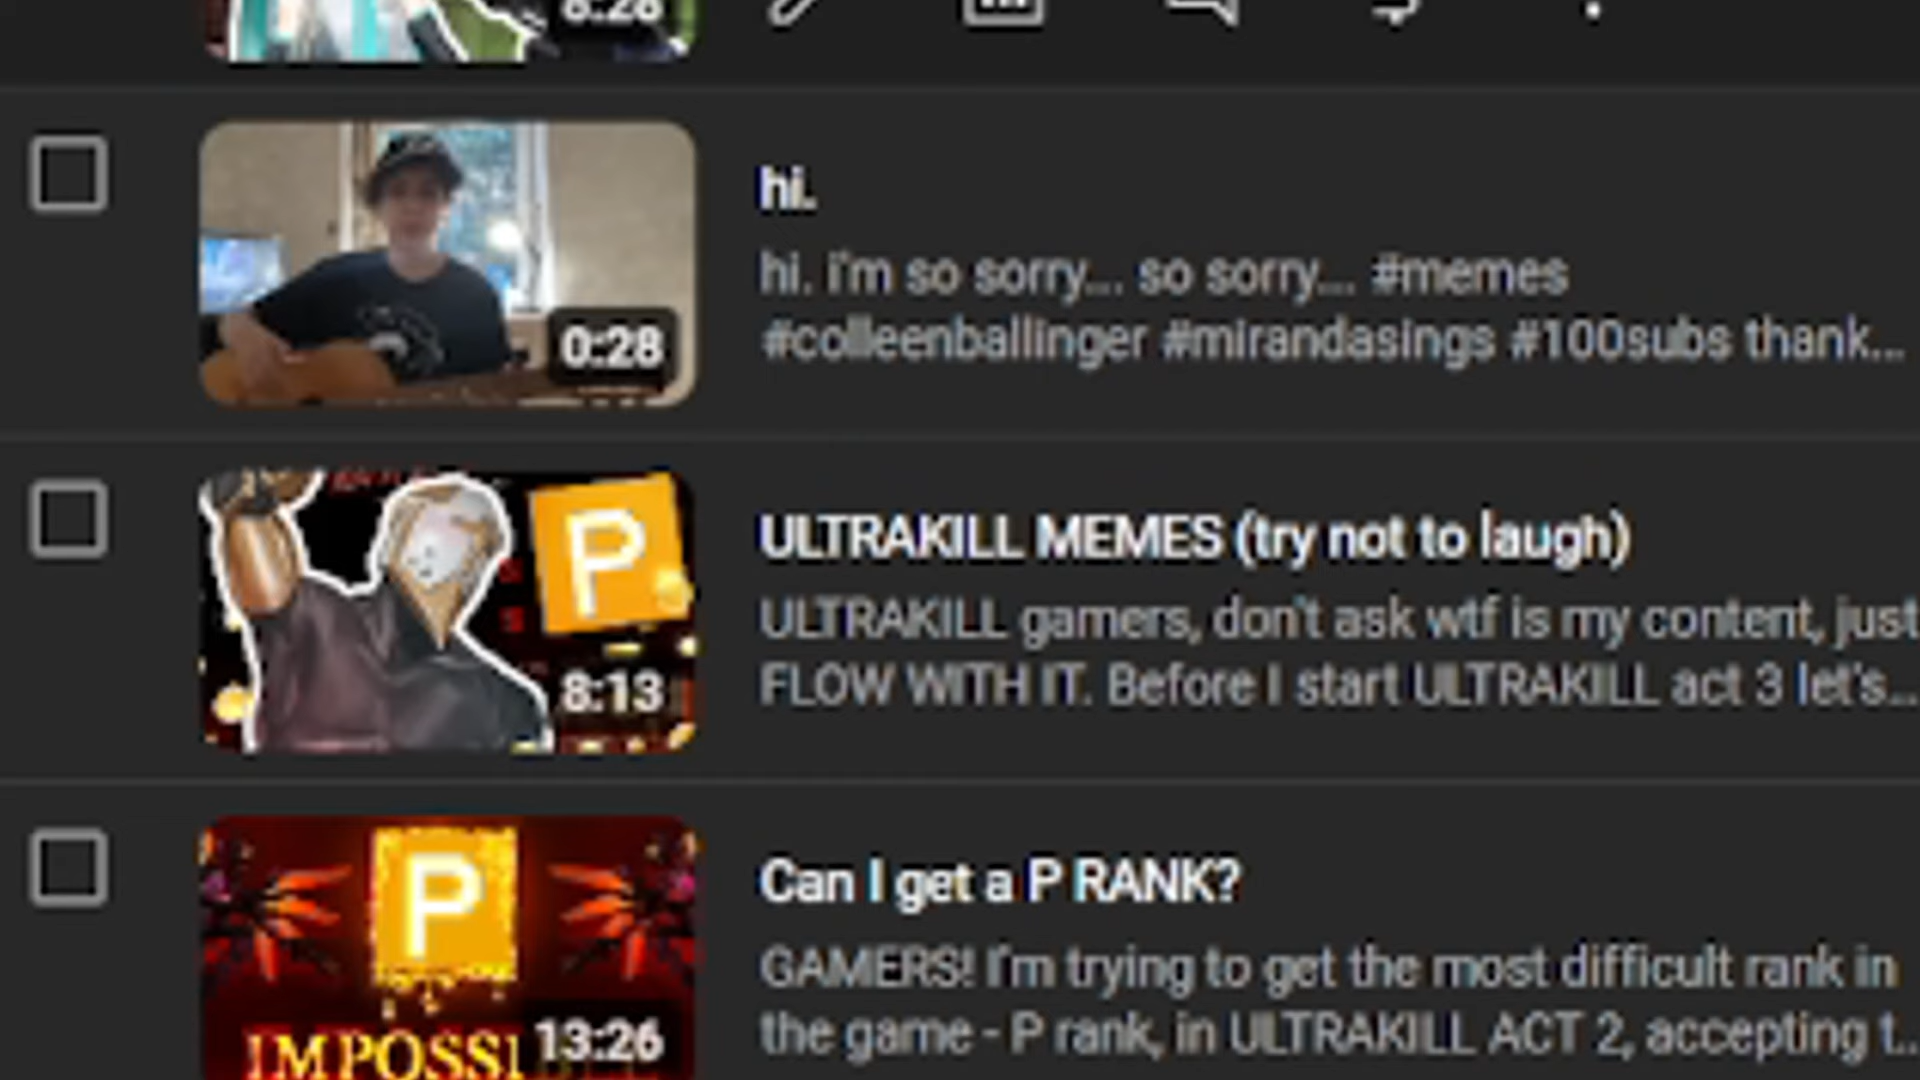 8:28
hi.
hi. I'm so sorry... so sorry... #memes
#colleenballinger #mirandasings #100subs thank...
0:28
P
ULTRAKILL MEMES (try not to laugh)
ULTRAKILL gamers, don't ask wtf is my content, just
FLOW WITH IT. Before I start ULTRAKILL act 3 let's...
8:13
P
Can I get a P RANK?
GAMERS! I'm trying to get the most difficult rank in
the game - P rank, in ULTRAKILL ACT 2, accepting t...
IMPOSSI
13:26